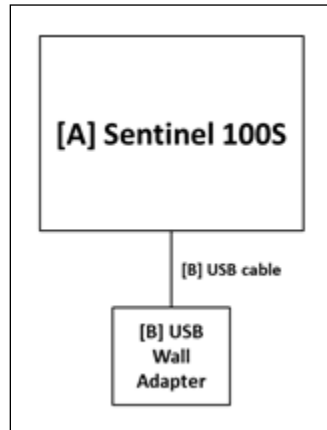 [A] Sentinel 100S
[B] USB cable
[B] USB
Wall
Adapter